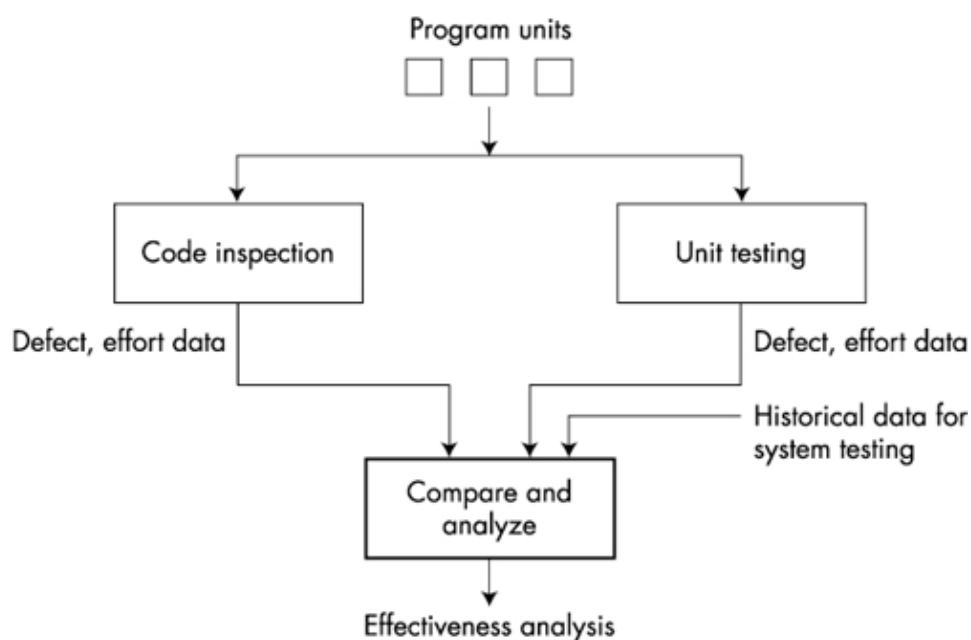 Program units
Code inspection
Unit testing
Defect, effort data
Defect, effort data
Historical data for
system testing
Compare and
analyze
Effectiveness analysis